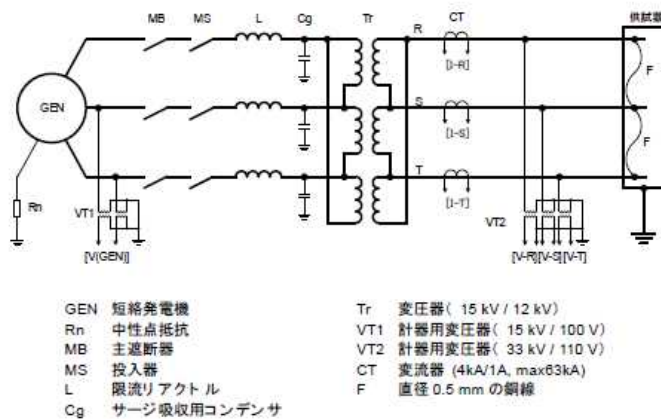 MB MS L Cg Tr CT 供試器
R
[I-R]
F
GEN
S
[I-S]
F
Rn
T
VT1
[I-T]
VT2
[V(GEN)]
[V-R][V-S][V-T]
GEN 短絡発電機
Rn 中性点抵抗
MB 主遮断器
MS 投入器
L 限流リアクトル
Cg サージ吸収用コンデンサ
Tr 変圧器( 15 kV / 12 kV)
VT1 計器用変圧器( 15 kV / 100 V)
VT2 計器用変圧器( 33 kV / 110 V)
CT 変流器 (4kA/1A, max63kA)
F 直径 0.5 mm の銅線